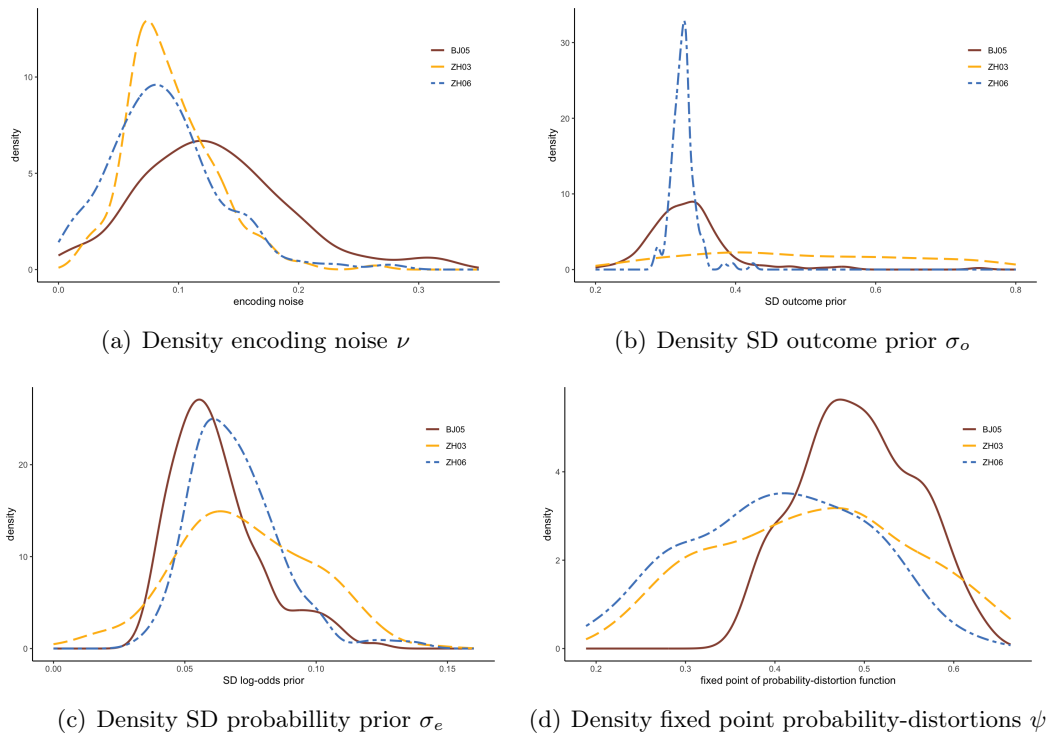 BJ05
ZH03
ZH06
density
10
5
0
0.0
0.1
0.2
0.3
encoding noise
(a) Density encoding noise ν
BJ05
ZH03
ZH06
density
30
20
10
0
0.2
0.4
0.6
0.8
SD outcome prior
(b) Density SD outcome prior σₒ
BJ05
ZH03
ZH06
density
20
10
0
0.00
0.05
0.10
0.15
SD log-odds prior
(c) Density SD probabillity prior σₑ
BJ05
ZH03
ZH06
density
4
2
0
0.2
0.3
0.4
0.5
0.6
fixed point of probability-distortion function
(d) Density fixed point probability-distortions ψ